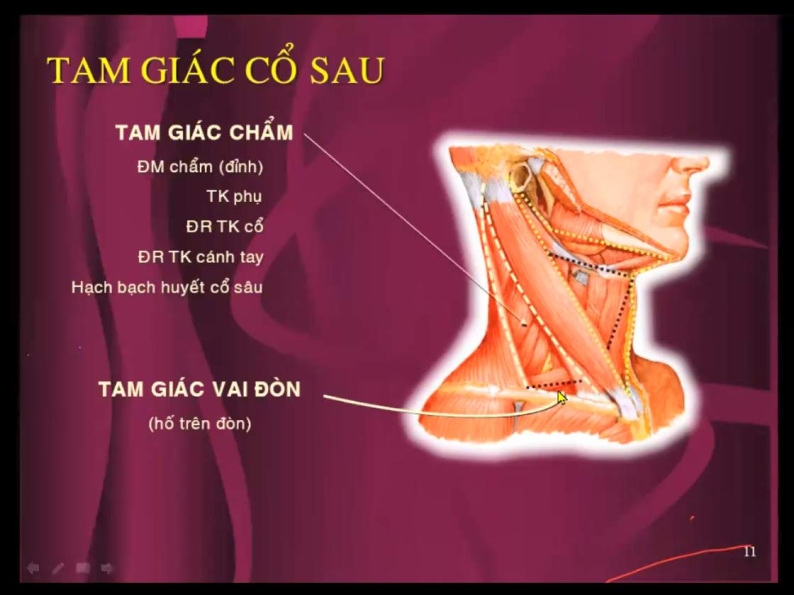 TAM GIÁC CỔ SAU
TAM GIÁC CHẨM
ĐM chẩm (đỉnh)
TK phụ
ĐR TK cổ
ĐR TK cánh tay
Hạch bạch huyết cổ sâu
TAM GIÁC VAI ĐÒN
(hố trên đòn)
11